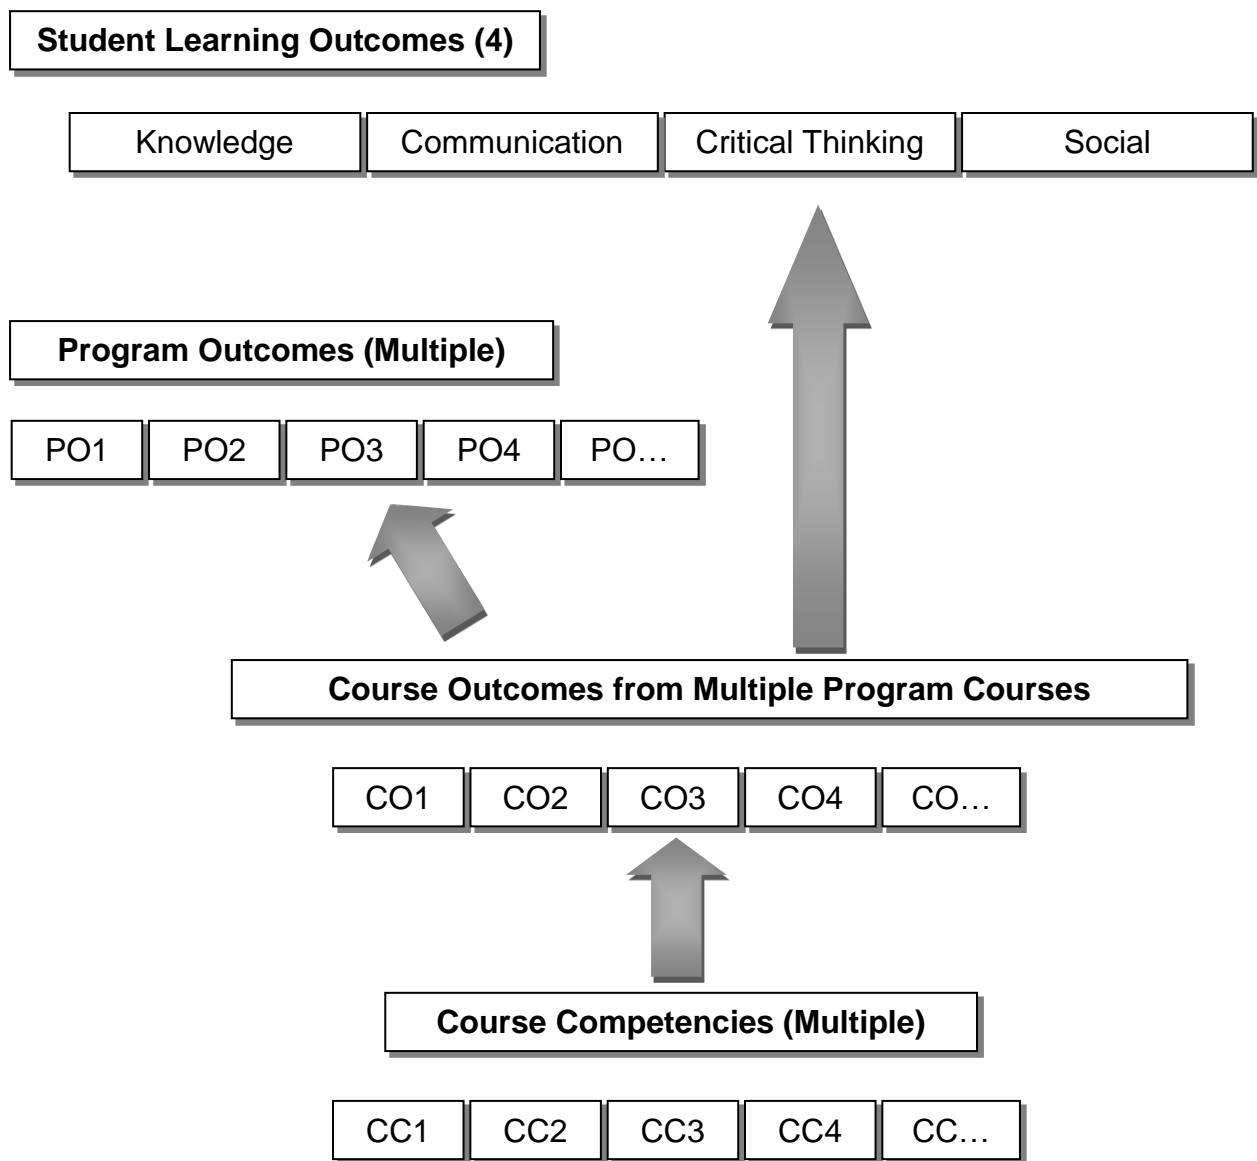 Student Learning Outcomes (4)
Knowledge Communication Critical Thinking Social
Program Outcomes (Multiple)
PO1 PO2 PO3 PO4 PO…
Course Outcomes from Multiple Program Courses
CO1 CO2 CO3 CO4 CO…
Course Competencies (Multiple)
CC1 CC2 CC3 CC4 CC…